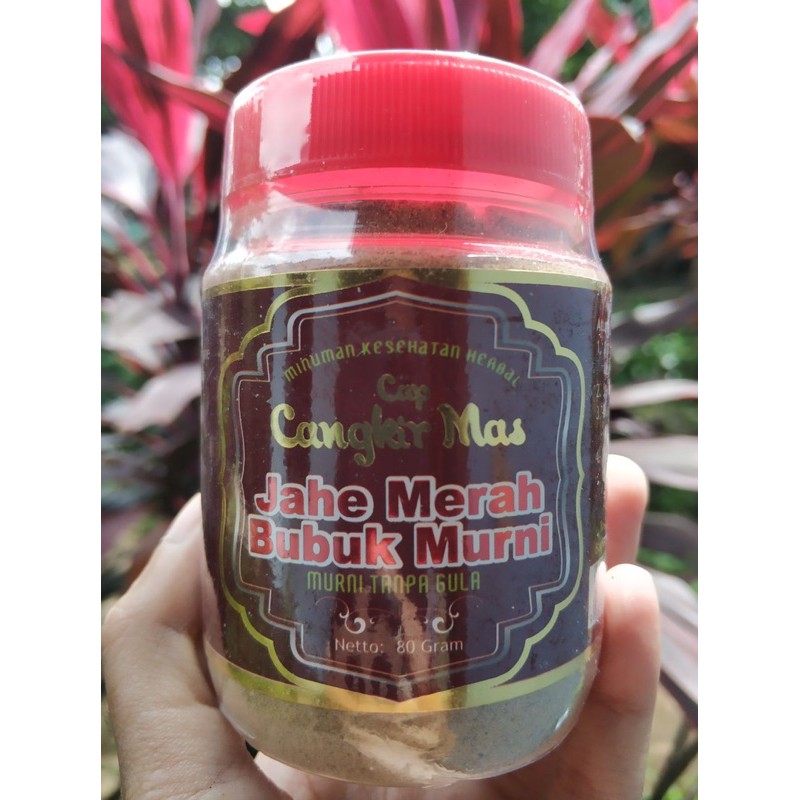 MINUMAN KESEHATAN HERBAL
Cap
Cangkir Mas
Jahe Merah
Bubuk Murni
MURNI TANPA GULA
Netto: 80 Gram